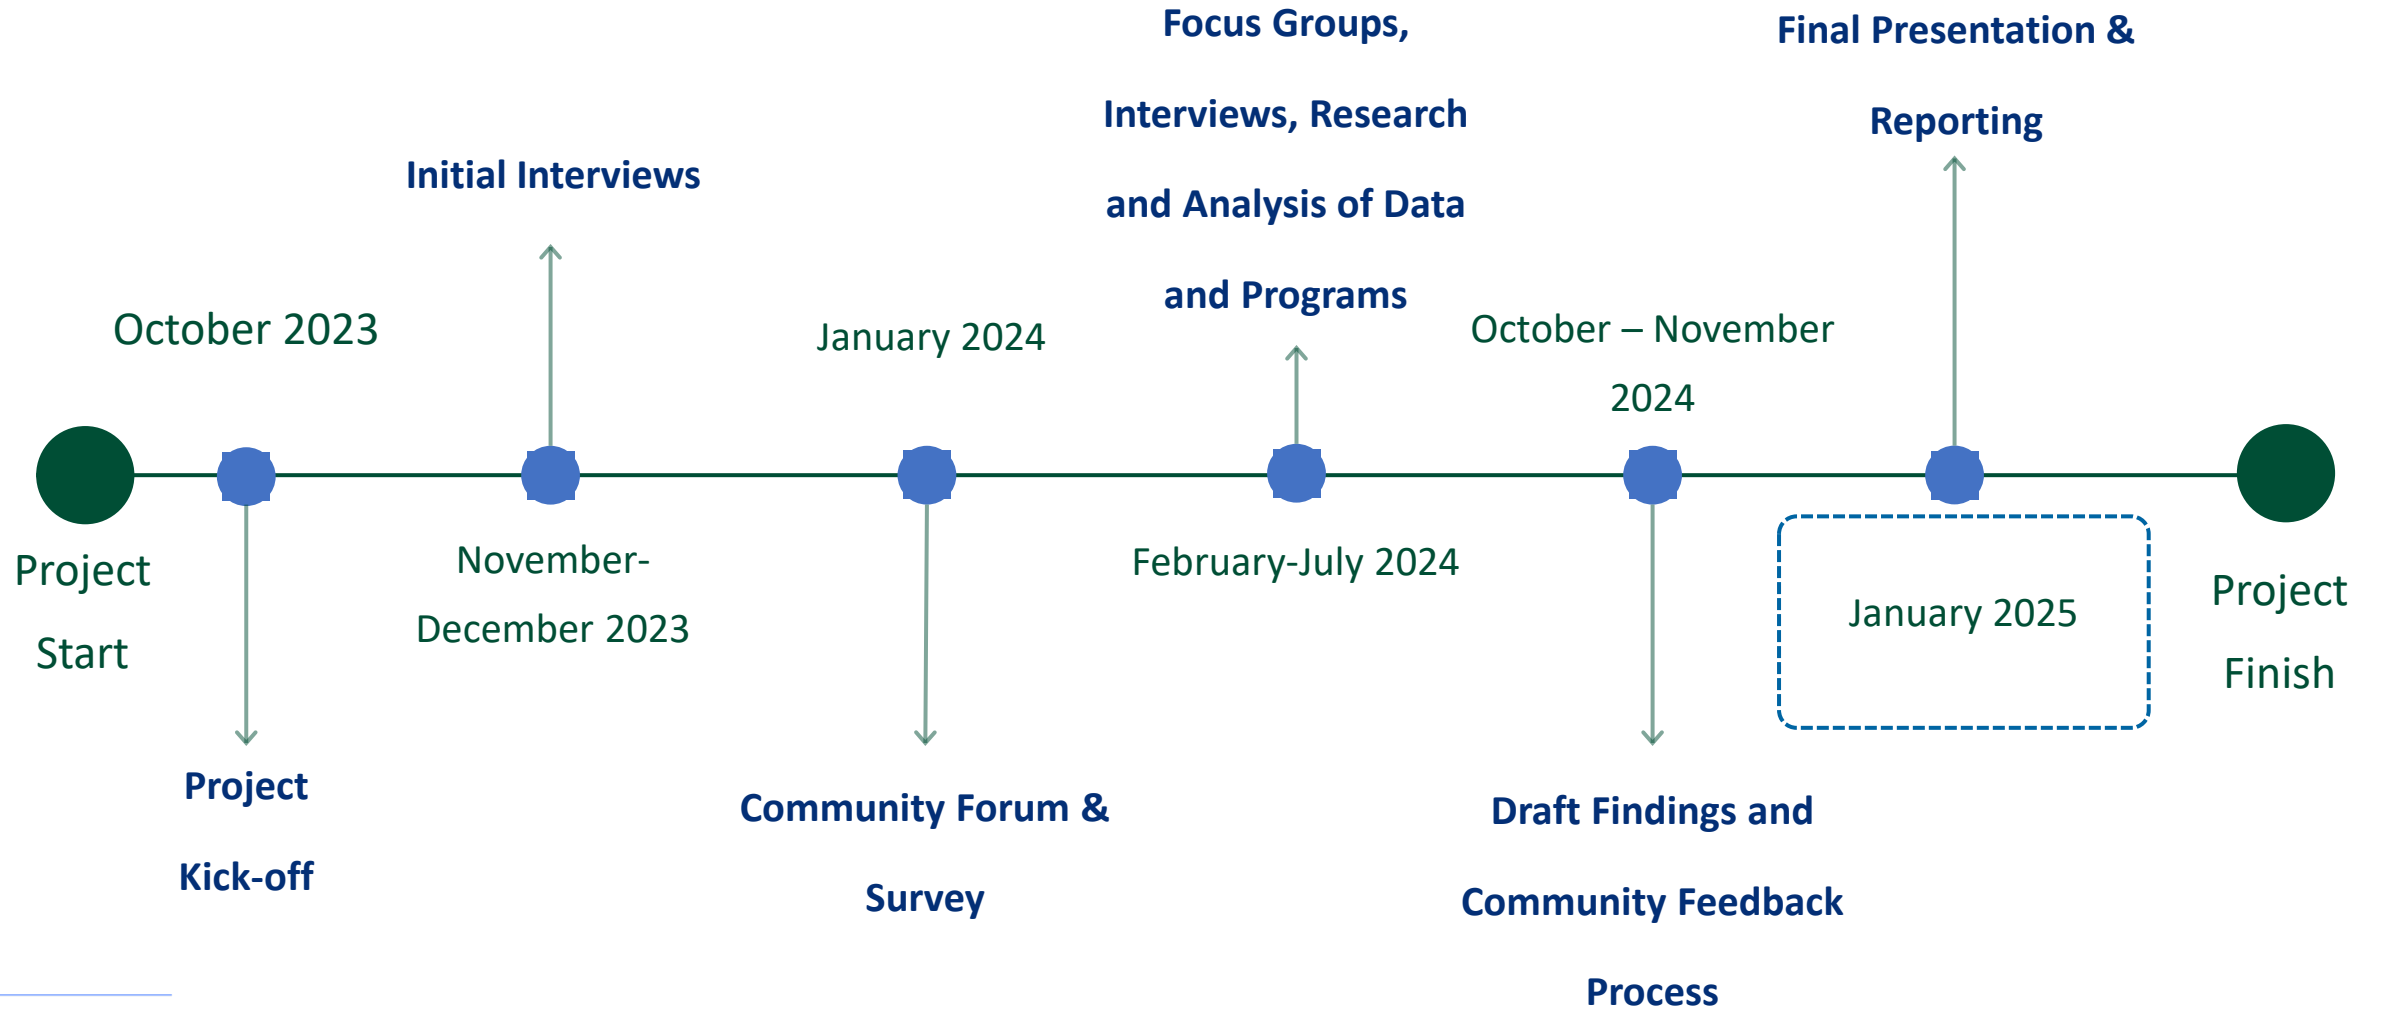 Focus Groups,
Interviews, Research
and Analysis of Data
and Programs
Final Presentation &
Reporting
Initial Interviews
October 2023
January 2024
October – November
2024
Project
Start
November-
December 2023
February-July 2024
January 2025
Project
Finish
Project
Kick-off
Community Forum &
Survey
Draft Findings and
Community Feedback
Process